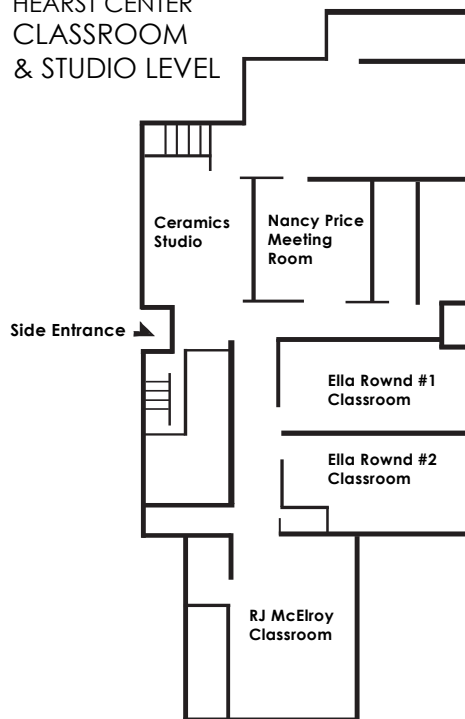 HEARST CENTER
CLASSROOM
& STUDIO LEVEL
Ceramics
Studio
Nancy Price
Meeting
Room
Side Entrance
Ella Rownd #1
Classroom
Ella Rownd #2
Classroom
RJ McElroy
Classroom